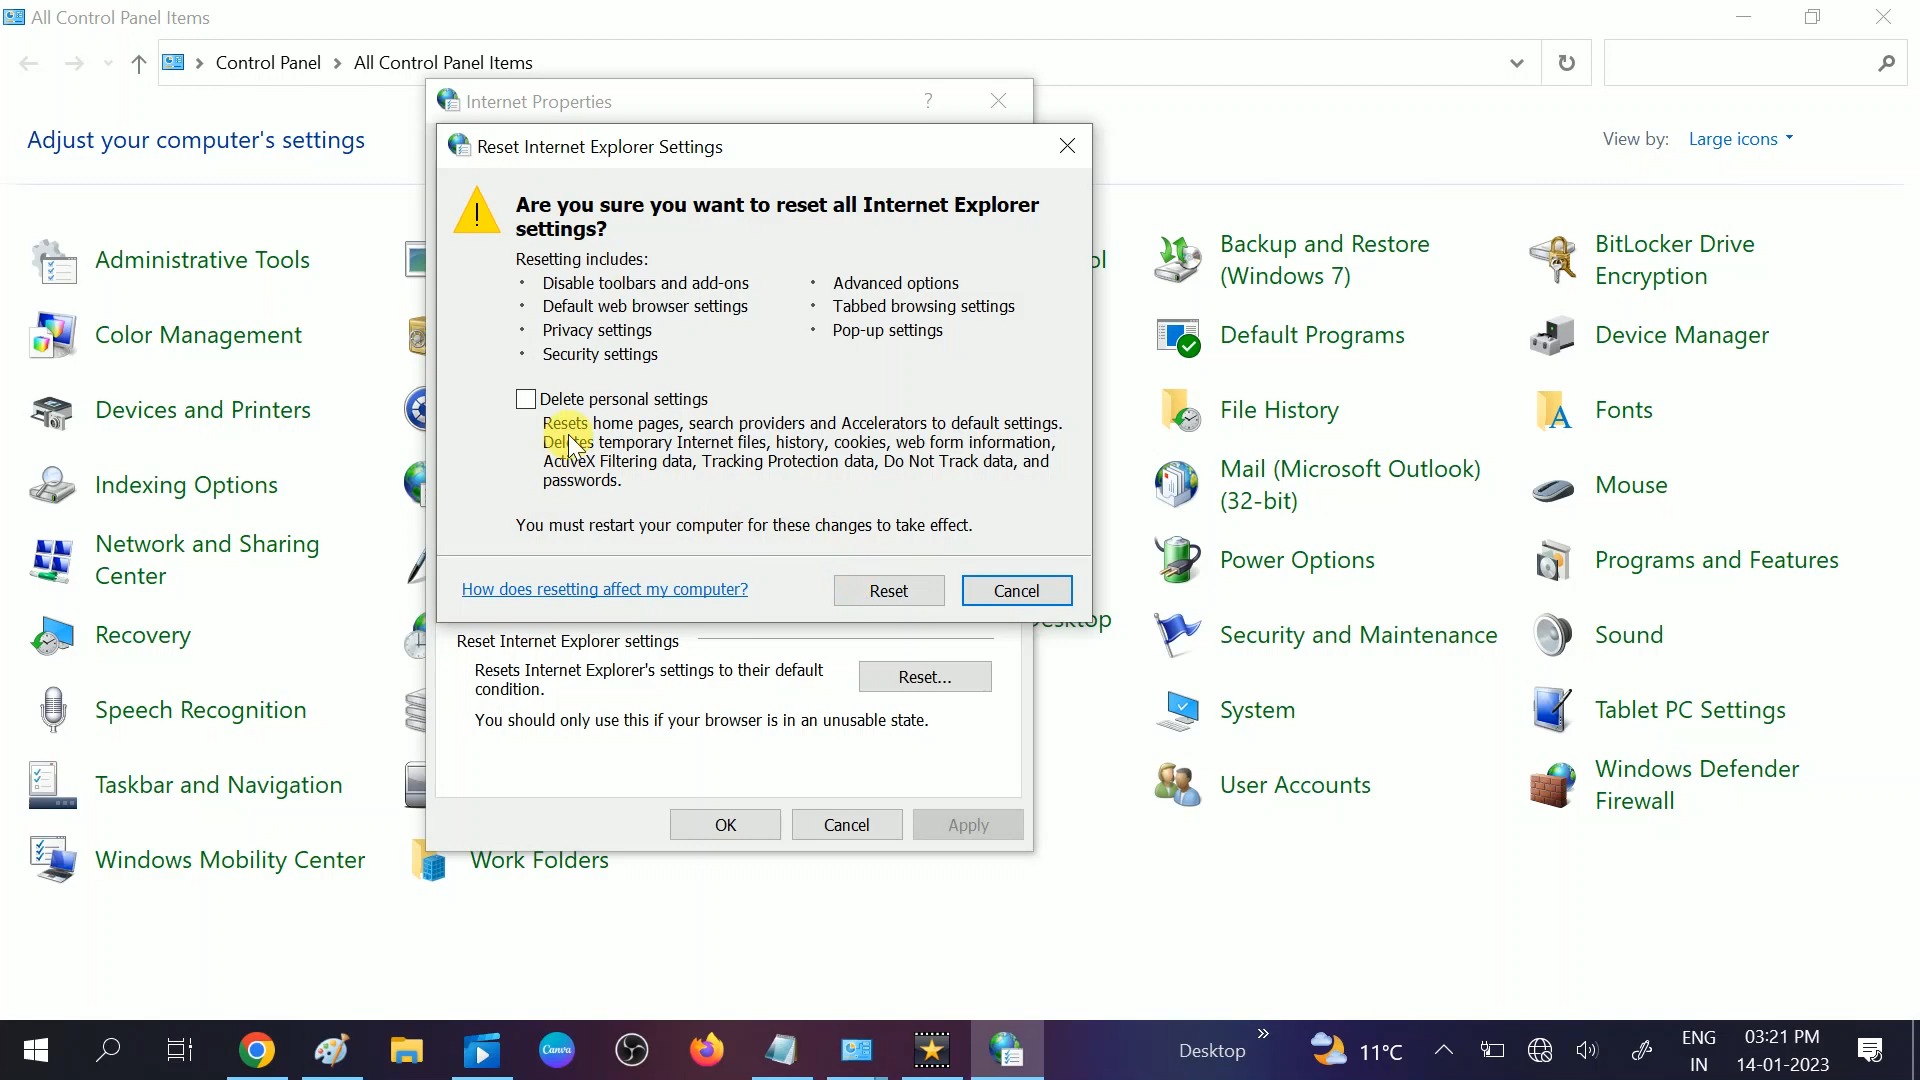 All Control Panel Items
Control Panel
All Control Panel Items
Adjust your computer's settings
View by:
Large icons
Internet Properties
?
Reset Internet Explorer Settings
Are you sure you want to reset all Internet Explorer
settings?
Resetting includes:
• Disable toolbars and add-ons
• Default web browser settings
• Privacy settings
• Security settings
• Advanced options
• Tabbed browsing settings
• Pop-up settings
Delete personal settings
Resets home pages, search providers and Accelerators to default settings.
Deletes temporary Internet files, history, cookies, web form information,
ActiveX Filtering data, Tracking Protection data, Do Not Track data, and
passwords.
You must restart your computer for these changes to take effect.
How does resetting affect my computer?
Reset
Cancel
Reset Internet Explorer settings
Resets Internet Explorer's settings to their default
condition.
Reset...
You should only use this if your browser is in an unusable state.
OK
Cancel
Apply
Administrative Tools
Backup and Restore
(Windows 7)
BitLocker Drive
Encryption
Color Management
Default Programs
Device Manager
Devices and Printers
File History
Fonts
Indexing Options
Mail (Microsoft Outlook)
(32-bit)
Mouse
Network and Sharing
Center
Power Options
Programs and Features
Recovery
Security and Maintenance
Sound
Speech Recognition
System
Tablet PC Settings
Taskbar and Navigation
User Accounts
Windows Defender
Firewall
Windows Mobility Center
Work Folders
Canva
Desktop
11°C
ENG
IN
03:21 PM
14-01-2023